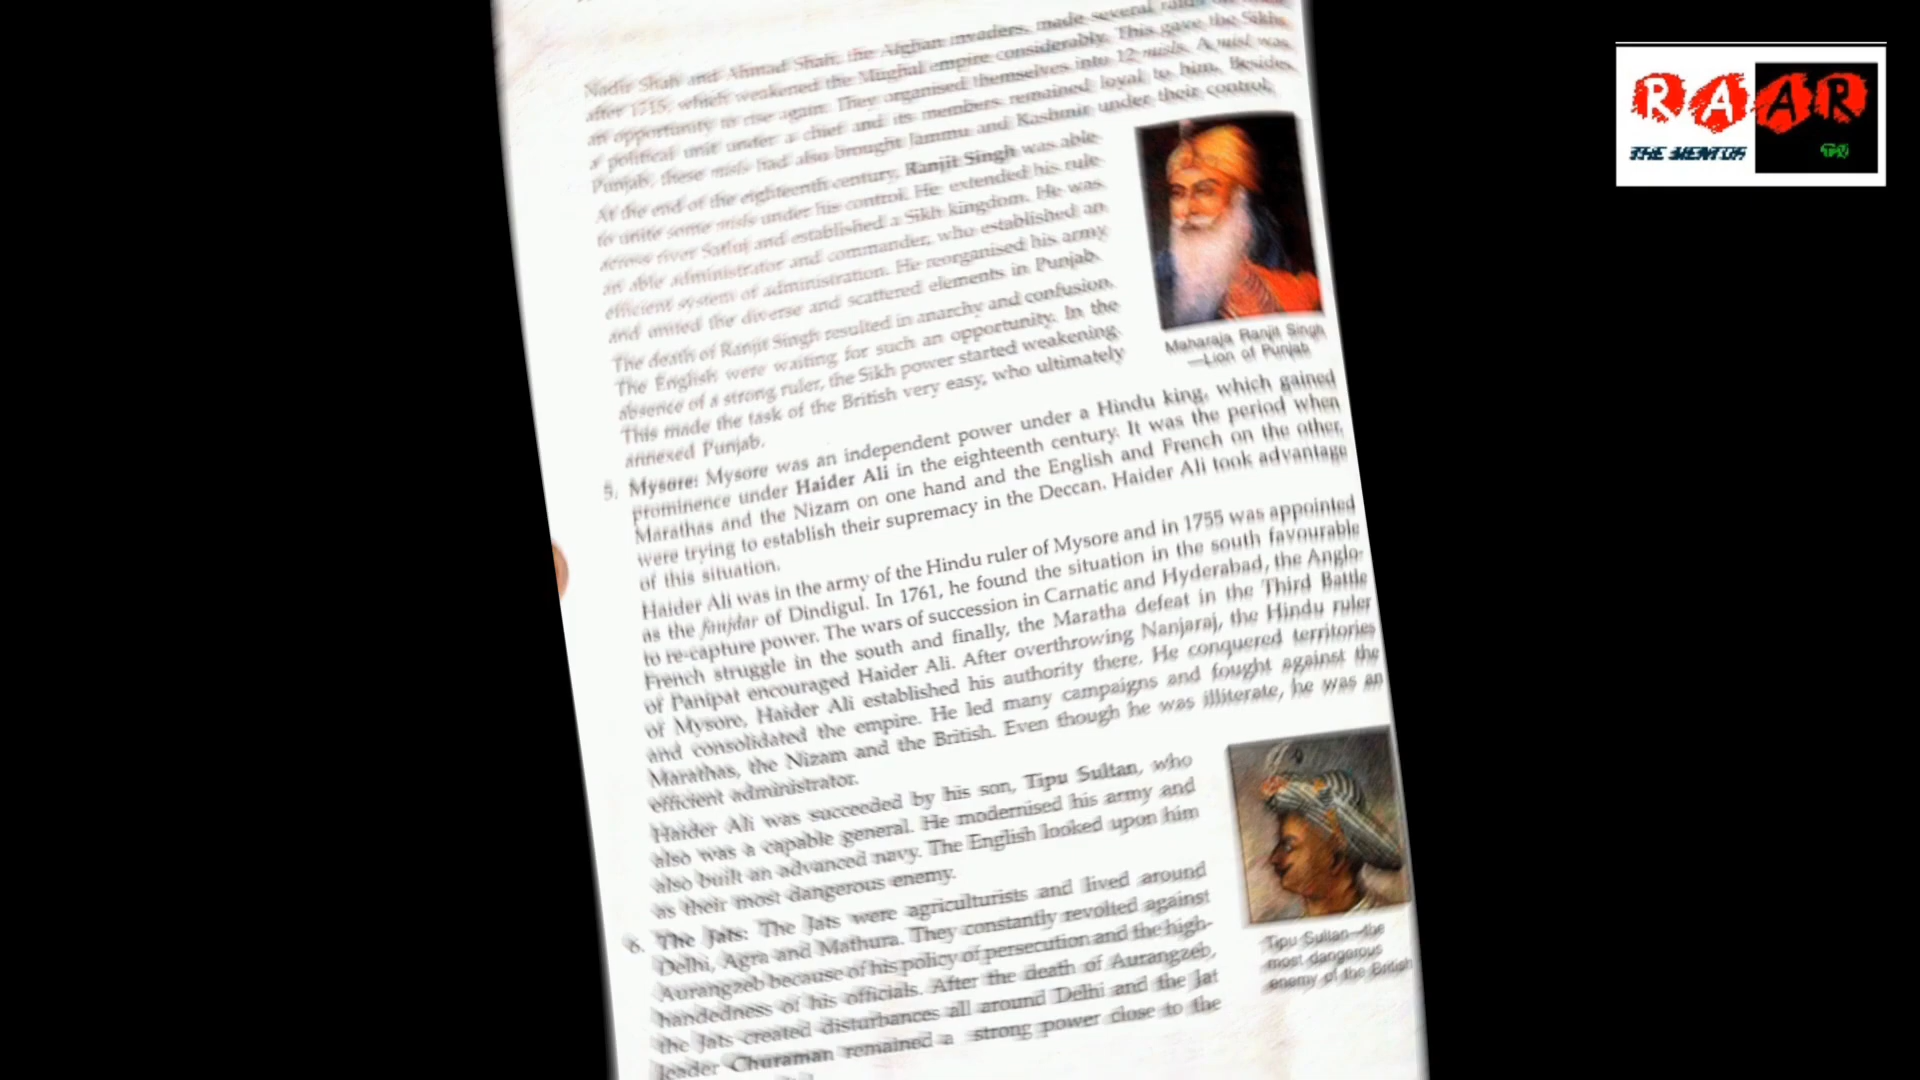 Nadir Shah and Ahmad Shah, the Afghan invaders, made several raids
after 1715, which weakened the Mughal empire considerably. This gave the Sikhs
an opportunity to rise again. They organised themselves into 12 misls. A misl was
a political unit under a chief and its members remained loyal to him. Besides
Punjab, these misls had also brought Jammu and Kashmir under their control.
At the end of the eighteenth century, Ranjit Singh was able
to unite some misls under his control. He extended his rule
across river Satluj and established a Sikh kingdom. He was
an able administrator and commander, who established an
efficient system of administration. He reorganised his army
and united the diverse and scattered elements in Punjab.
The death of Ranjit Singh resulted in anarchy and confusion.
The English were waiting for such an opportunity. In the
absence of a strong ruler, the Sikh power started weakening.
This made the task of the British very easy, who ultimately
annexed Punjab.
Maharaja Ranjit Singh
—Lion of Punjab
5. Mysore: Mysore was an independent power under a Hindu king, which gained
prominence under Haider Ali in the eighteenth century. It was the period when
Marathas and the Nizam on one hand and the English and French on the other,
were trying to establish their supremacy in the Deccan. Haider Ali took advantage
of this situation.
Haider Ali was in the army of the Hindu ruler of Mysore and in 1755 was appointed
as the faujdar of Dindigul. In 1761, he found the situation in the south favourable
to re-capture power. The wars of succession in Carnatic and Hyderabad, the Anglo-
French struggle in the south and finally, the Maratha defeat in the Third Battle
of Panipat encouraged Haider Ali. After overthrowing Nanjaraj, the Hindu ruler
of Mysore, Haider Ali established his authority there. He conquered territories
and consolidated the empire. He led many campaigns and fought against the
Marathas, the Nizam and the British. Even though he was illiterate, he was an
efficient administrator.
Haider Ali was succeeded by his son, Tipu Sultan, who
also was a capable general. He modernised his army and
also built an advanced navy. The English looked upon him
as their most dangerous enemy.
6. The Jats: The Jats were agriculturists and lived around
Delhi, Agra and Mathura. They constantly revolted against
Aurangzeb because of his policy of persecution and the high-
handedness of his officials. After the death of Aurangzeb,
the Jats created disturbances all around Delhi and the Jat
leader Churaman remained a strong power close to the
Tipu Sultan—the
most dangerous
enemy of the British
RAAR
THE MENTOR
TV